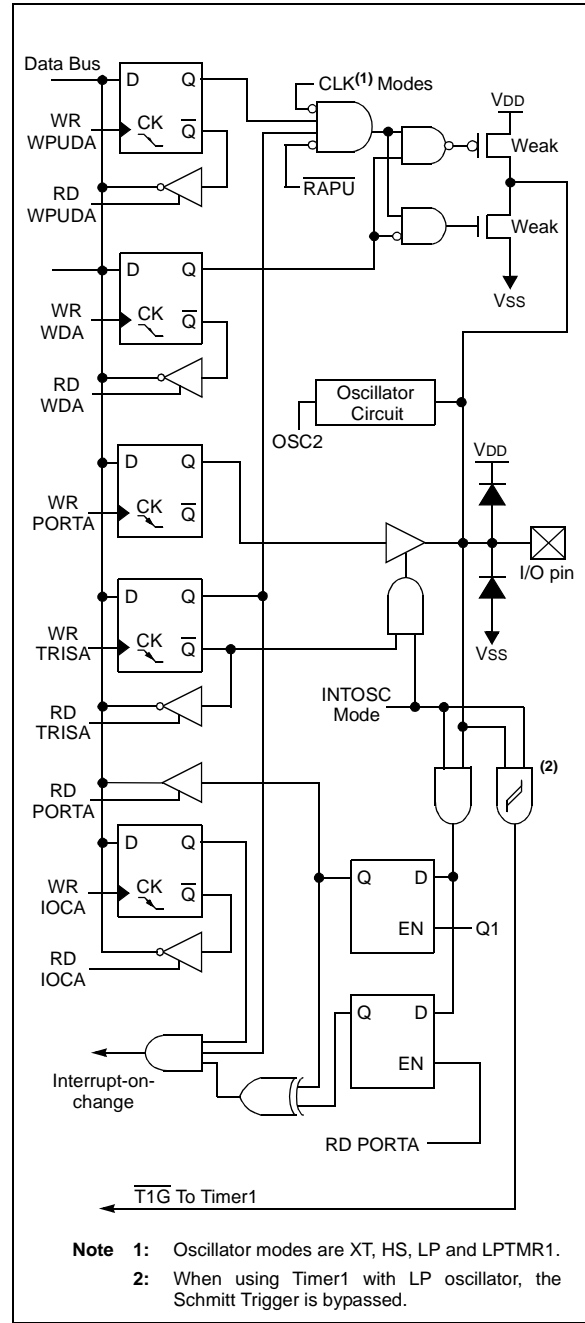 Data Bus
D Q
CLK(1) Modes
VDD
WR
WPUDA
CK Q
Weak
RD
WPUDA
RAPU
Weak
VSS
D Q
WR
WDA
CK Q
RD
WDA
Oscillator
Circuit
OSC2
VDD
D Q
WR
PORTA
CK Q
I/O pin
VSS
D Q
WR
TRISA
CK Q
INTOSC
Mode
RD
TRISA
(2)
RD
PORTA
D Q
Q D
WR
IOCA
CK Q
EN Q1
RD
IOCA
Q D
EN
Interrupt-on-
change
RD PORTA
T1G To Timer1
Note 1: Oscillator modes are XT, HS, LP and LPTMR1.
2: When using Timer1 with LP oscillator, the
Schmitt Trigger is bypassed.